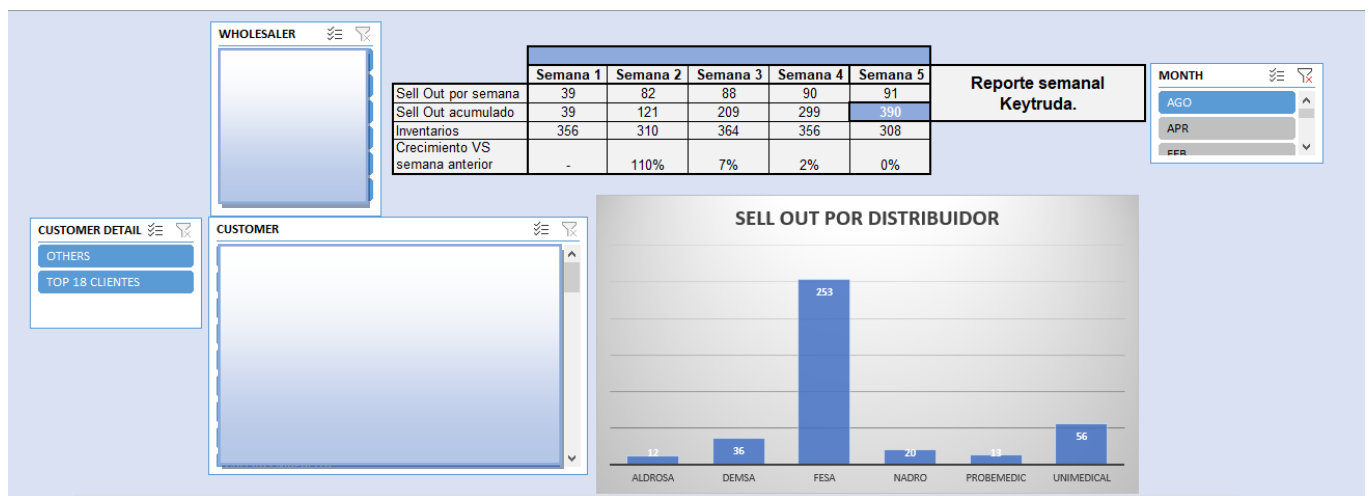 WHOLESALER
Semana 1 Semana 2 Semana 3 Semana 4 Semana 5
Sell Out por semana 39 82 88 90 91
Sell Out acumulado 39 121 209 299 390
Inventarios 356 310 364 356 308
Crecimiento VS
semana anterior - 110% 7% 2% 0%
Reporte semanal
Keytruda.
MONTH
AGO
APR
FEB
CUSTOMER DETAIL
OTHERS
TOP 18 CLIENTES
CUSTOMER
SELL OUT POR DISTRIBUIDOR
12 36 253 20 13 56
ALDROSA DEMSA FESA NADRO PROBEMEDIC UNIMEDICAL